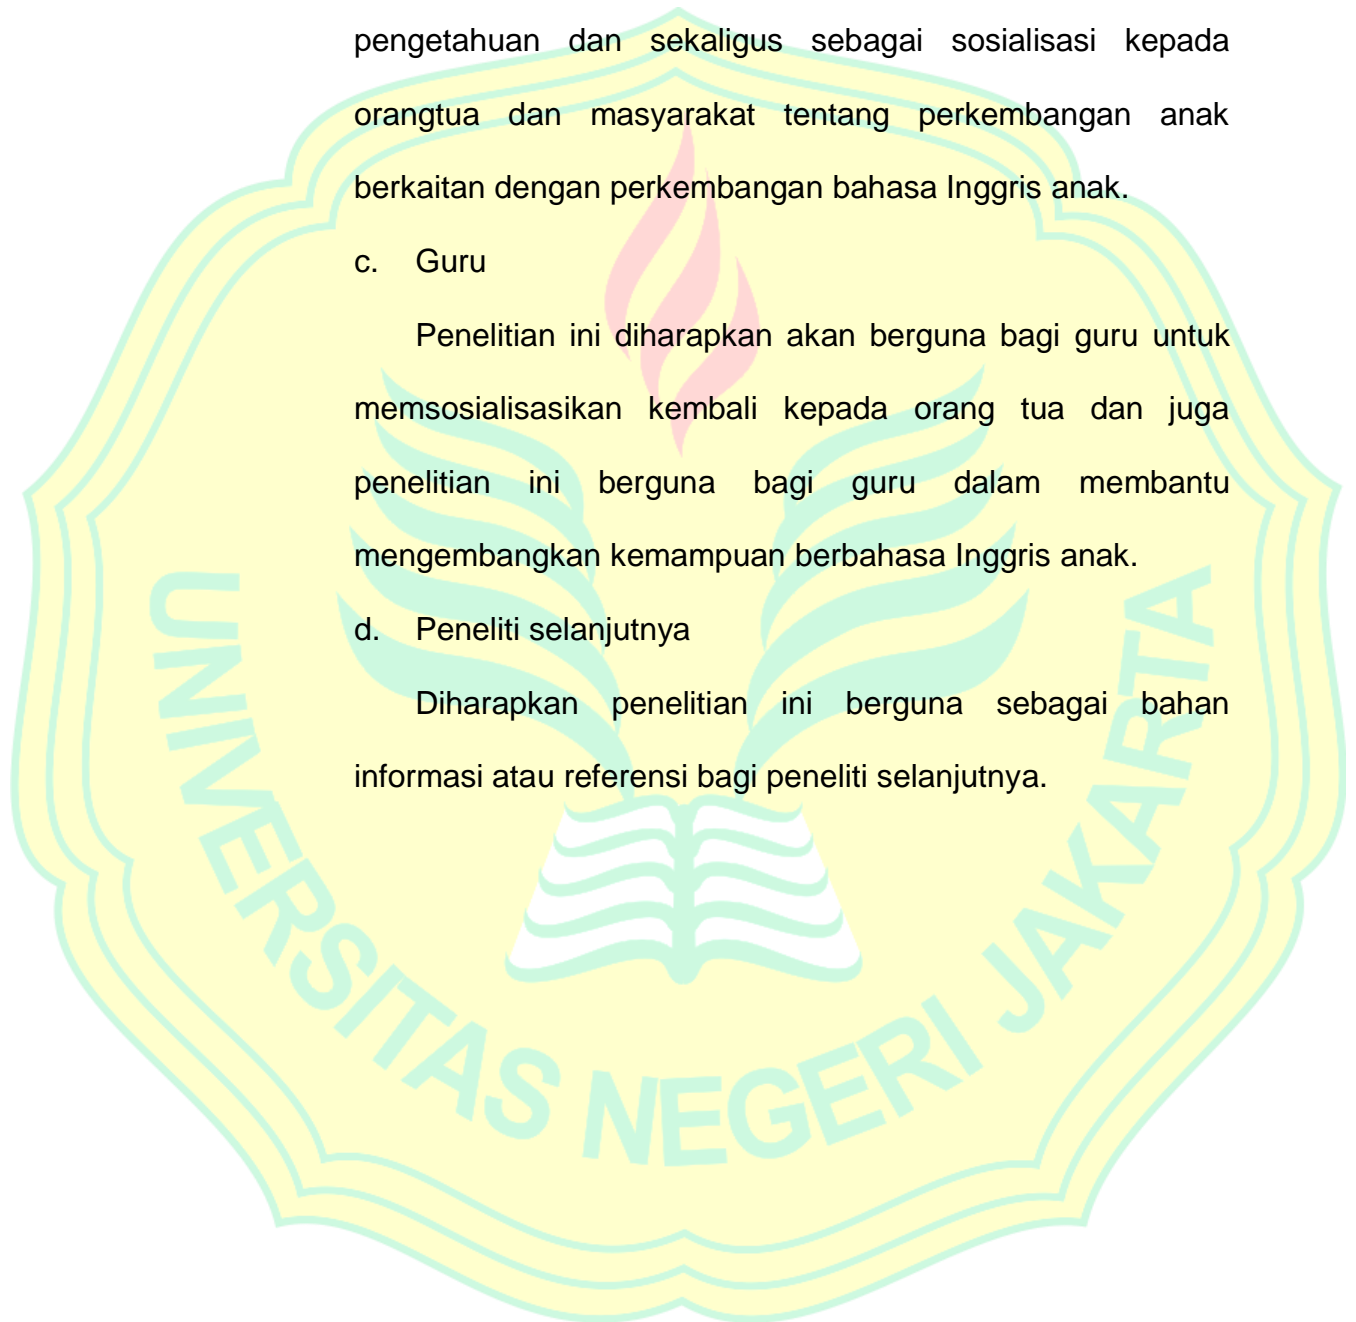 pengetahuan dan sekaligus sebagai sosialisasi kepada
orangtua dan masyarakat tentang perkembangan anak
berkaitan dengan perkembangan bahasa Inggris anak.
c. Guru
Penelitian ini diharapkan akan berguna bagi guru untuk
memsosialisasikan kembali kepada orang tua dan juga
penelitian ini berguna bagi guru dalam membantu
mengembangkan kemampuan berbahasa Inggris anak.
d. Peneliti selanjutnya
Diharapkan penelitian ini berguna sebagai bahan
informasi atau referensi bagi peneliti selanjutnya.
UNIVERSITAS NEGERI JAKARTA